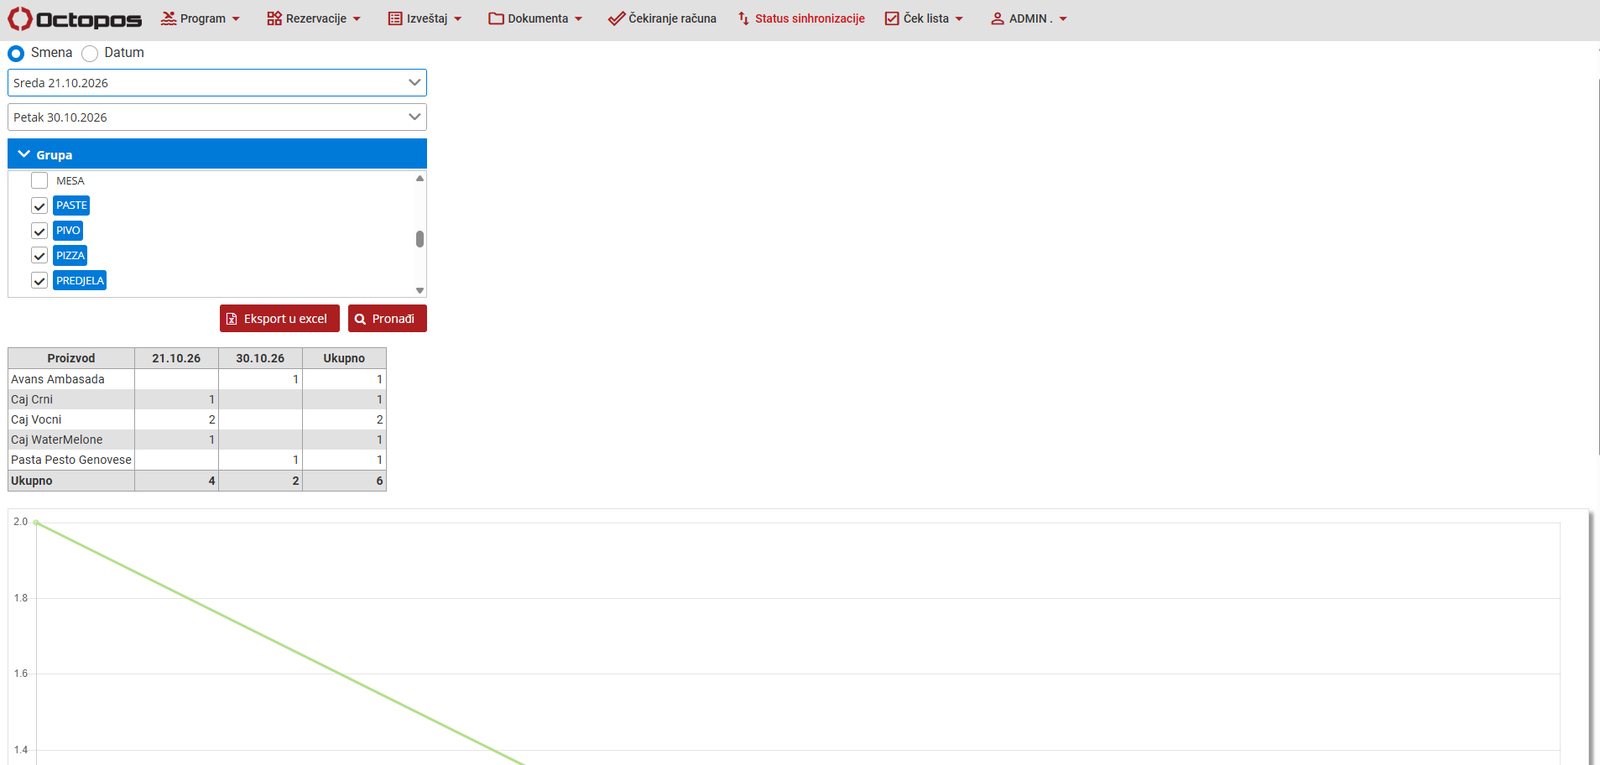 Octopos Program Rezervacije Izveštaj Dokumenta Čekiranje računa Status sinhronizacije Ček lista ADMIN .
Smena Datum
Sreda 21.10.2026
Petak 30.10.2026
Grupa
MESA
PASTE
PIVO
PIZZA
PREDJELA
Eksport u excel Pronađi
Proizvod 21.10.26 30.10.26 Ukupno
Avans Ambasada 1 1
Caj Crni 1 1
Caj Vocni 2 2
Caj WaterMelone 1 1
Pasta Pesto Genovese 1 1
Ukupno 4 2 6
2.0
1.8
1.6
1.4